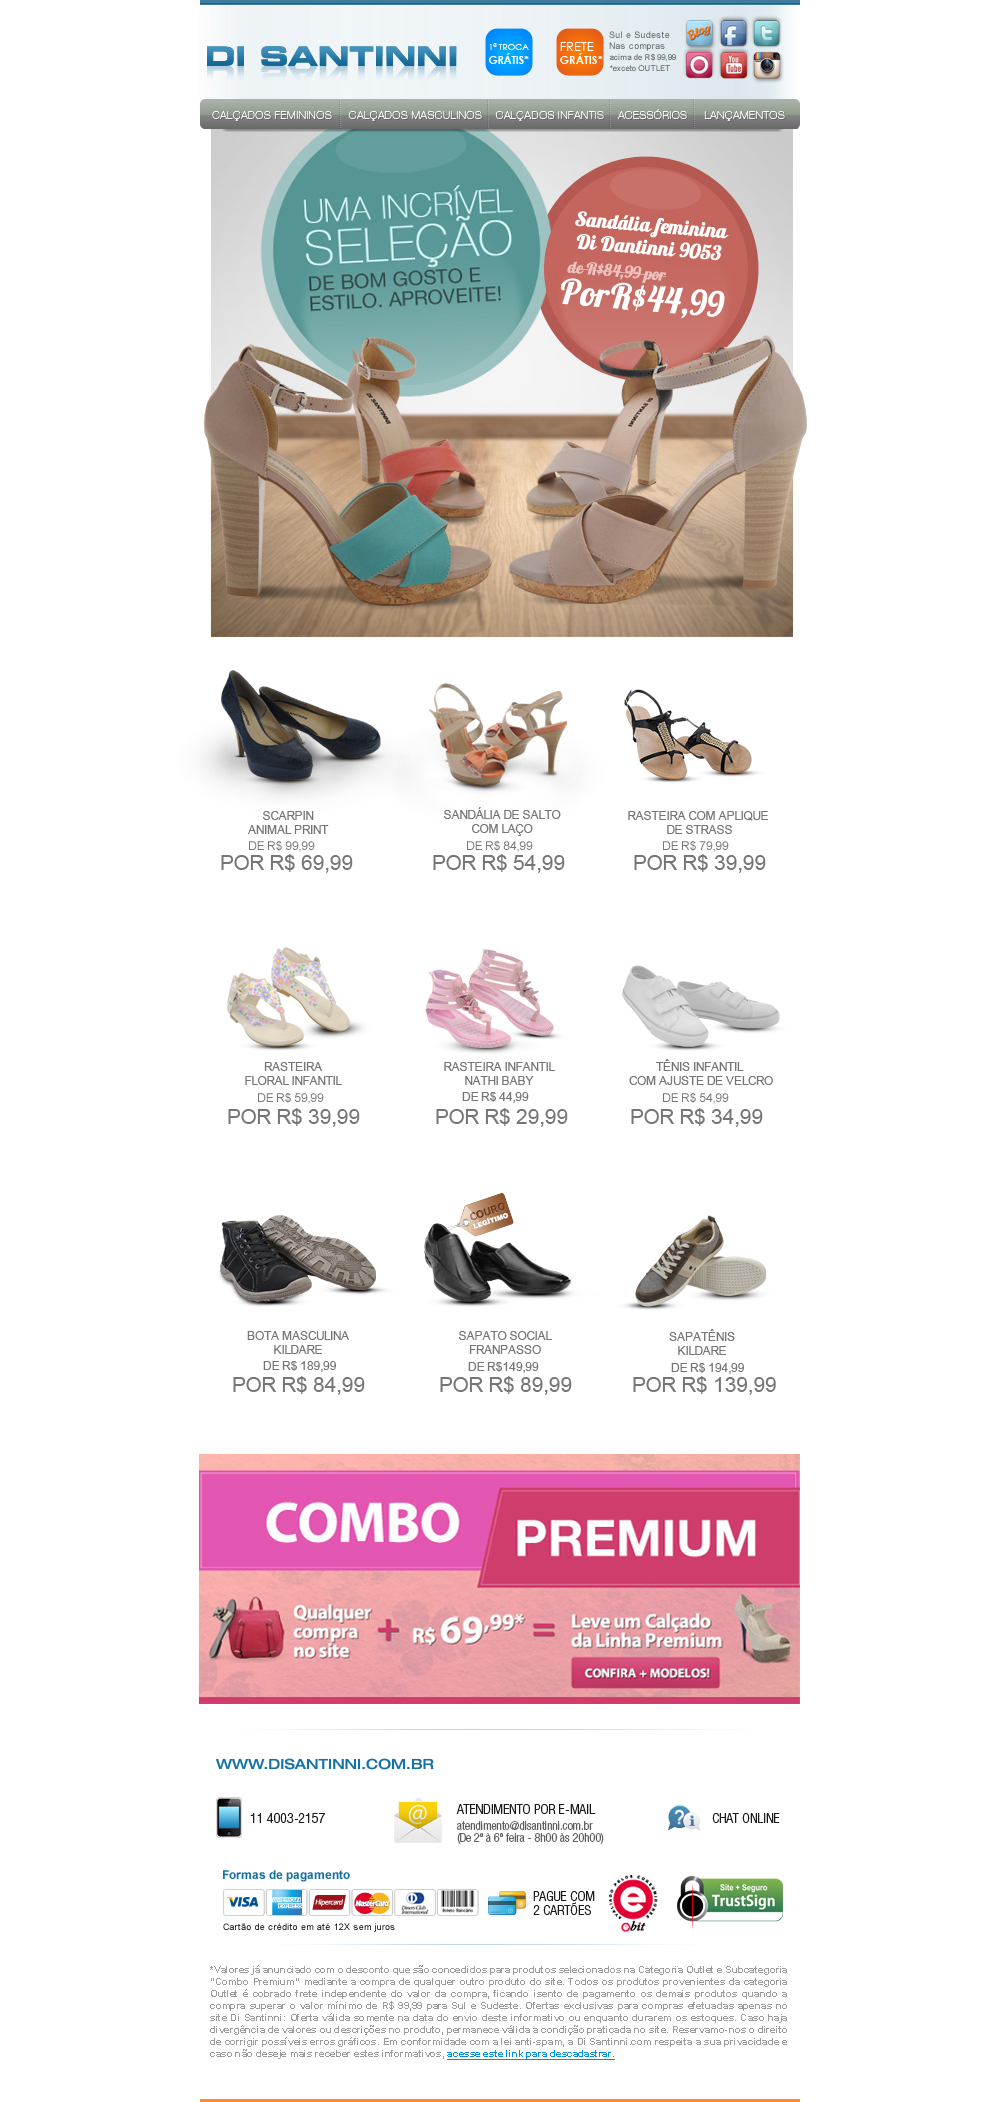 DI SANTINNI
1ª TROCA
GRÁTIS*
FRETE
GRÁTIS*
Sul e Sudeste
Nas compras
acima de R$ 99,99
*exceto OUTLET
Blog
You
Tube
CALÇADOS FEMININOS
CALÇADOS MASCULINOS
CALÇADOS INFANTIS
ACESSÓRIOS
LANÇAMENTOS
UMA INCRÍVEL
SELEÇÃO
DE BOM GOSTO E
ESTILO. APROVEITE!
Sandália feminina
Di Dantinni 9053
de R$84,99 por
Por R$44,99
DI SANTINNI
SCARPIN
ANIMAL PRINT
DE R$ 99,99
POR R$ 69,99
SANDÁLIA DE SALTO
COM LAÇO
DE R$ 84,99
POR R$ 54,99
RASTEIRA COM APLIQUE
DE STRASS
DE R$ 79,99
POR R$ 39,99
RASTEIRA
FLORAL INFANTIL
DE R$ 59,99
POR R$ 39,99
RASTEIRA INFANTIL
NATHI BABY
DE R$ 44,99
POR R$ 29,99
TÊNIS INFANTIL
COM AJUSTE DE VELCRO
DE R$ 54,99
POR R$ 34,99
COURO
LEGÍTIMO
BOTA MASCULINA
KILDARE
DE R$ 189,99
POR R$ 84,99
SAPATO SOCIAL
FRANPASSO
DE R$149,99
POR R$ 89,99
SAPATÊNIS
KILDARE
DE R$ 194,99
POR R$ 139,99
COMBO
PREMIUM
Qualquer
compra
no site
+
R$ 69,99*
=
Leve um Calçado
da Linha Premium
CONFIRA + MODELOS!
WWW.DISANTINNI.COM.BR
11 4003-2157
ATENDIMENTO POR E-MAIL
atendimento@disantinni.com.br
(De 2ª à 6ª feira - 8h00 às 20h00)
CHAT ONLINE
Formas de pagamento
VISA
AMERICAN EXPRESS
Hipercard
MasterCard
Diners Club
International
Boleto Bancário
PAGUE COM
2 CARTÕES
e
bit
Site + Seguro
TrustSign
Cartão de crédito em até 12X sem juros
*Valores já anunciado com o desconto que são concedidos para produtos selecionados na Categoria Outlet e Subcategoria
"Combo Premium" mediante a compra de qualquer outro produto do site. Todos os produtos provenientes da categoria
Outlet é cobrado frete independente do valor da compra, ficando isento de pagamento os demais produtos quando a
compra superar o valor mínimo de R$ 99,99 para Sul e Sudeste. Ofertas exclusivas para compras efetuadas apenas no
site Di Santinni: Oferta válida somente na data do envio deste informativo ou enquanto durarem os estoques. Caso haja
divergência de valores ou descrições no produto, permanece válida a condição praticada no site. Reservamo-nos o direito
de corrigir possíveis erros gráficos. Em conformidade com a lei anti-spam, a Di Santinni.com respeita a sua privacidade e
caso não deseje mais receber estes informativos, acesse este link para descadastrar.